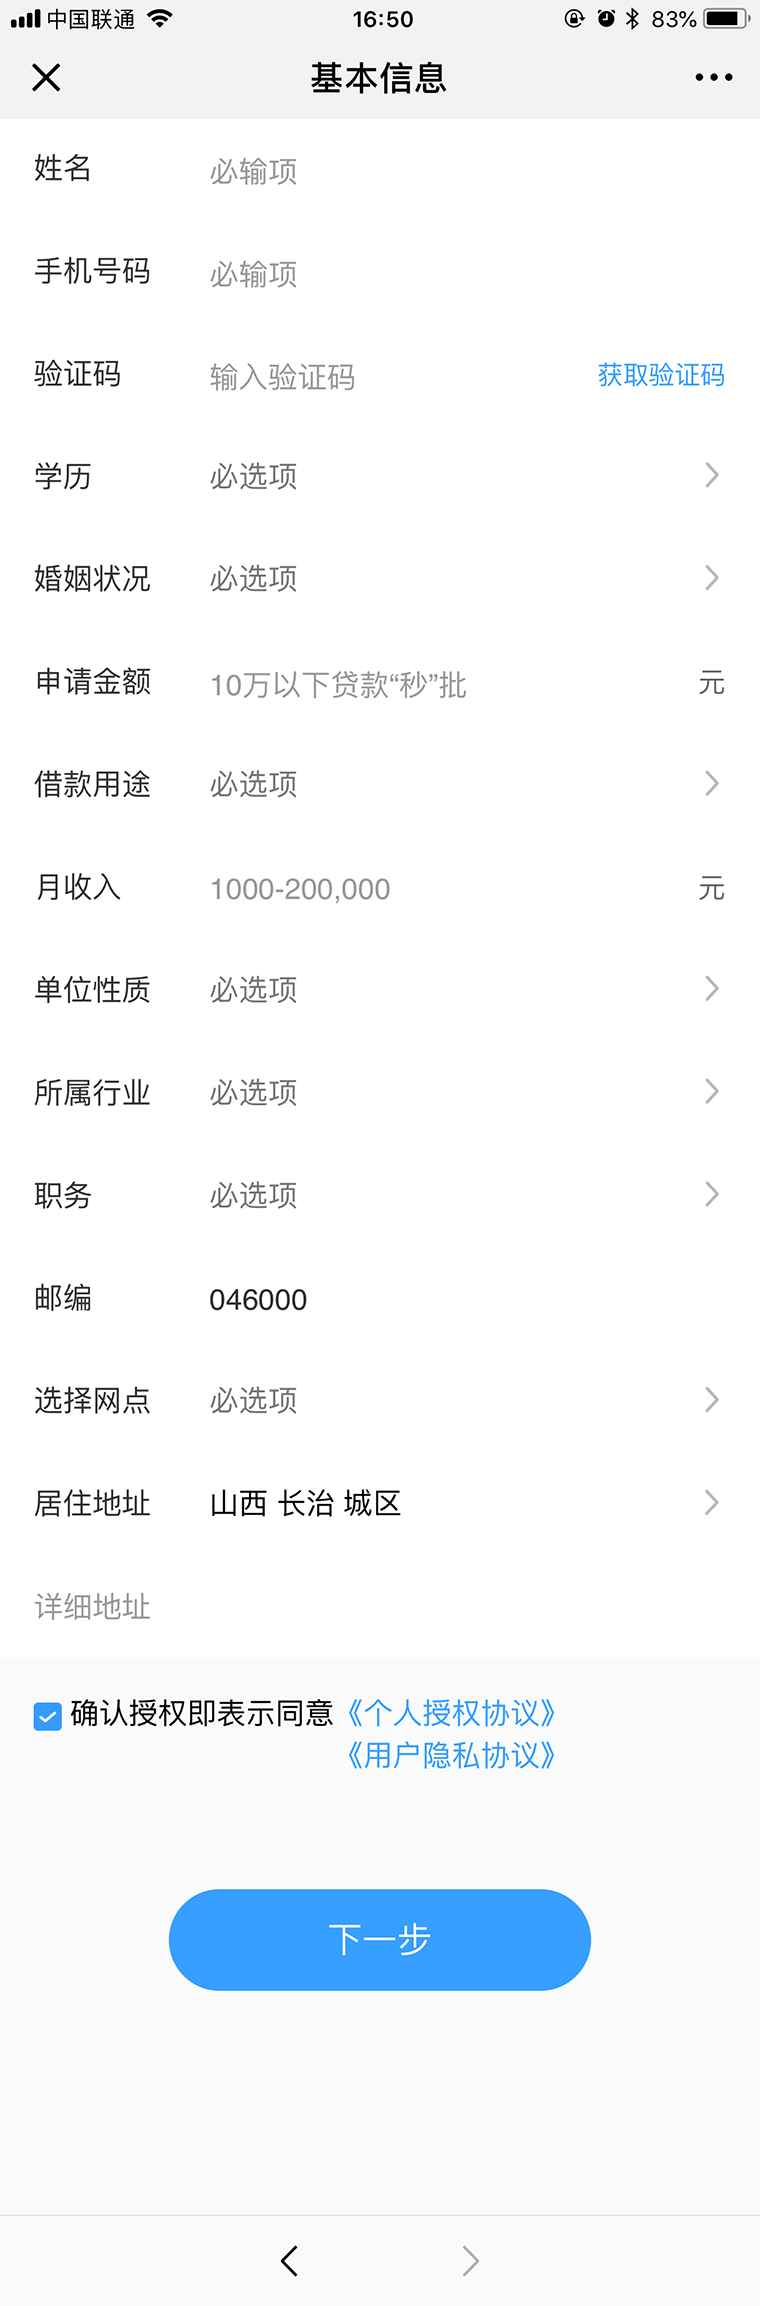 中国联通 16:50 83%
基本信息
姓名 必输项
手机号码 必输项
验证码 输入验证码 获取验证码
学历 必选项
婚姻状况 必选项
申请金额 10万以下贷款“秒”批 元
借款用途 必选项
月收入 1000-200,000 元
单位性质 必选项
所属行业 必选项
职务 必选项
邮编 046000
选择网点 必选项
居住地址 山西 长治 城区
详细地址
确认授权即表示同意《个人授权协议》
《用户隐私协议》
下一步